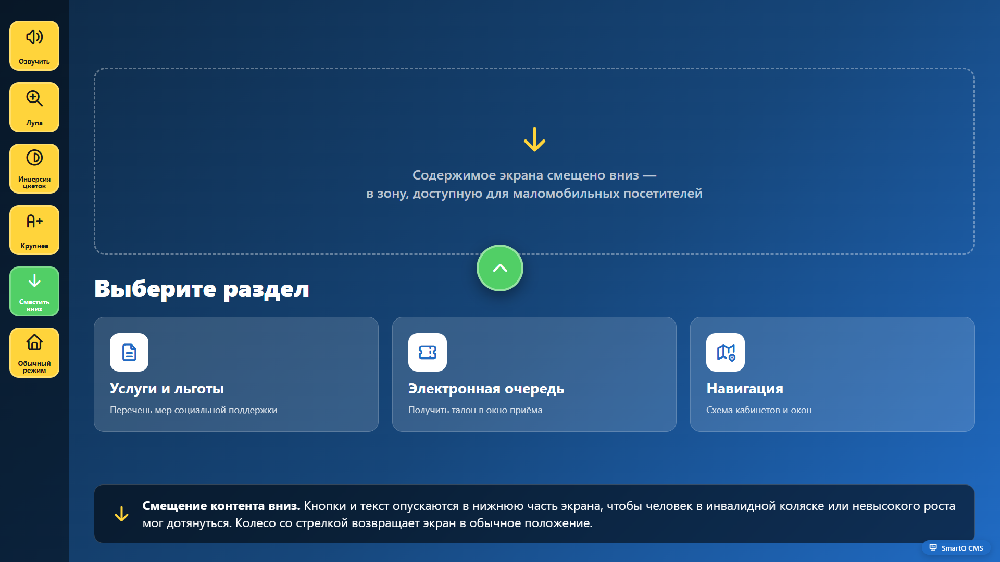 Озвучить
Лупа
Инверсия
цветов
A+
Крупнее
Сместить
вниз
Обычный
режим
Содержимое экрана смещено вниз —
в зону, доступную для маломобильных посетителей
Выберите раздел
Услуги и льготы
Перечень мер социальной поддержки
Электронная очередь
Получить талон в окно приёма
Навигация
Схема кабинетов и окон
Смещение контента вниз. Кнопки и текст опускаются в нижнюю часть экрана, чтобы человек в инвалидной коляске или невысокого роста
мог дотянуться. Колесо со стрелкой возвращает экран в обычное положение.
SmartQ CMS